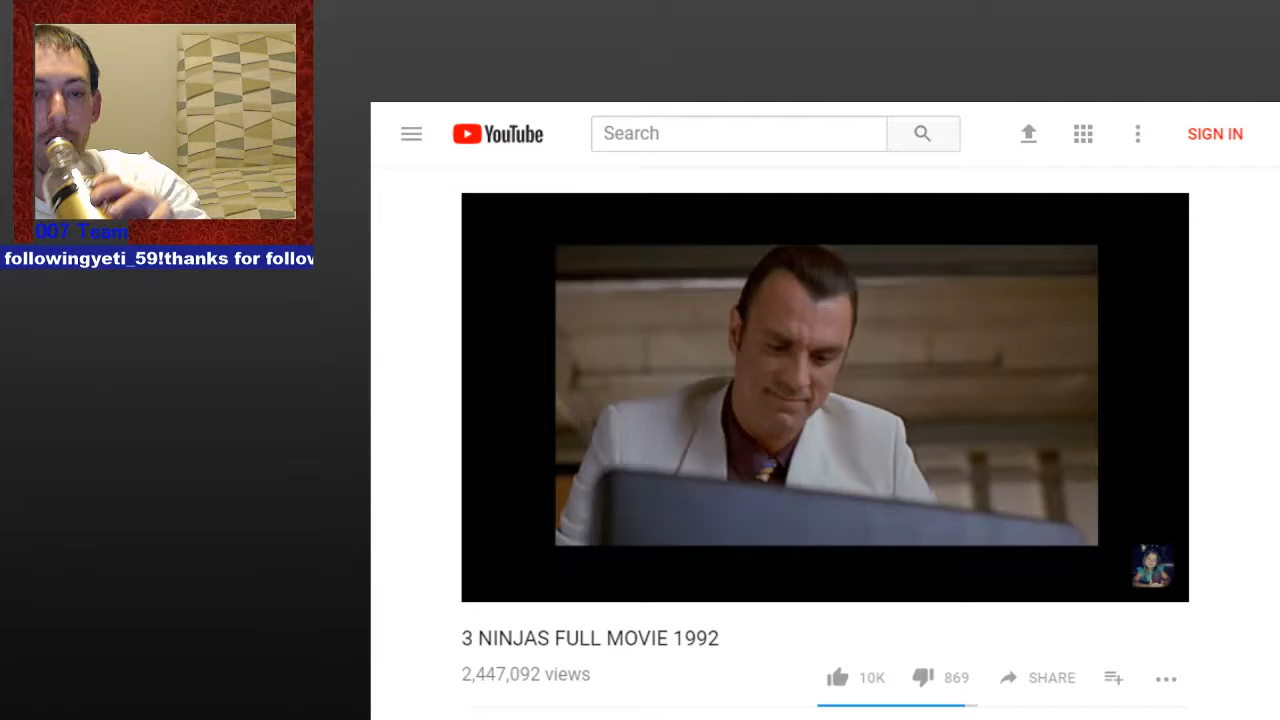 YouTube
Search
SIGN IN
007 Team
followingyeti_59!thanks for follow
3 NINJAS FULL MOVIE 1992
2,447,092 views
10K
869
SHARE